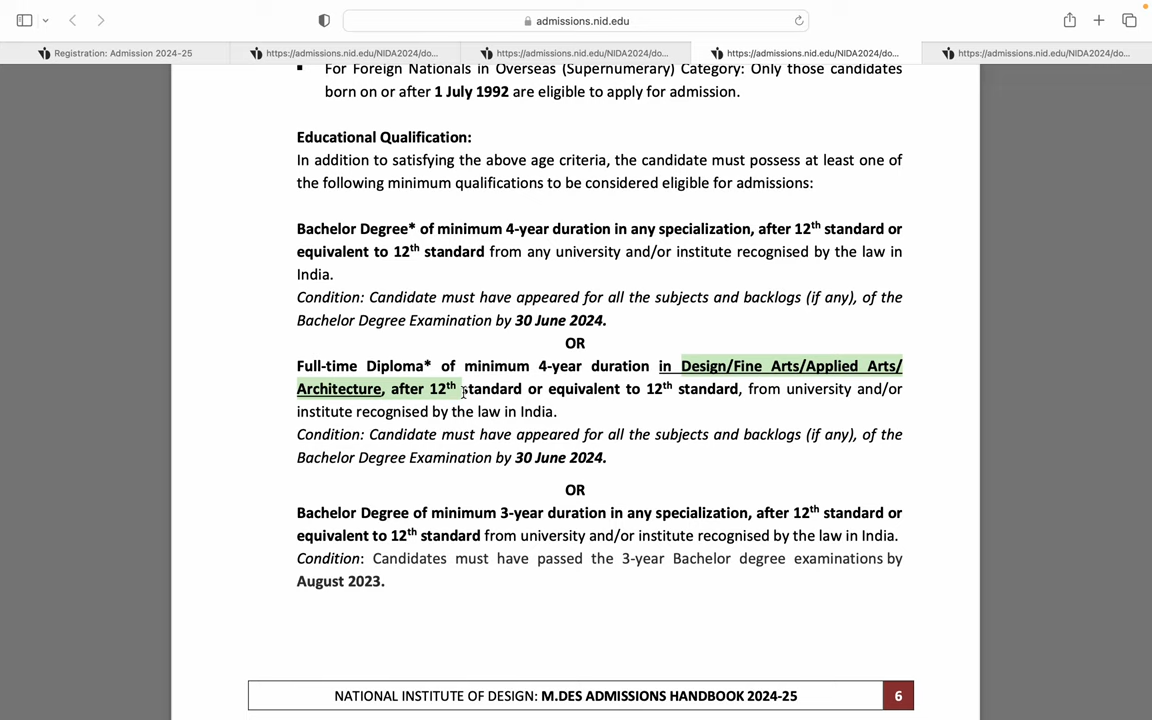 admissions.nid.edu
Registration: Admission 2024-25
https://admissions.nid.edu/NIDA2024/do...
https://admissions.nid.edu/NIDA2024/do...
https://admissions.nid.edu/NIDA2024/do...
https://admissions.nid.edu/NIDA2024/do...
▪ For Foreign Nationals in Overseas (Supernumerary) Category: Only those candidates
born on or after 1 July 1992 are eligible to apply for admission.
Educational Qualification:
In addition to satisfying the above age criteria, the candidate must possess at least one of
the following minimum qualifications to be considered eligible for admissions:
Bachelor Degree* of minimum 4-year duration in any specialization, after 12th standard or
equivalent to 12th standard from any university and/or institute recognised by the law in
India.
Condition: Candidate must have appeared for all the subjects and backlogs (if any), of the
Bachelor Degree Examination by 30 June 2024.
OR
Full-time Diploma* of minimum 4-year duration in Design/Fine Arts/Applied Arts/
Architecture, after 12th standard or equivalent to 12th standard, from university and/or
institute recognised by the law in India.
Condition: Candidate must have appeared for all the subjects and backlogs (if any), of the
Bachelor Degree Examination by 30 June 2024.
OR
Bachelor Degree of minimum 3-year duration in any specialization, after 12th standard or
equivalent to 12th standard from university and/or institute recognised by the law in India.
Condition: Candidates must have passed the 3-year Bachelor degree examinations by
August 2023.
NATIONAL INSTITUTE OF DESIGN: M.DES ADMISSIONS HANDBOOK 2024-25 6